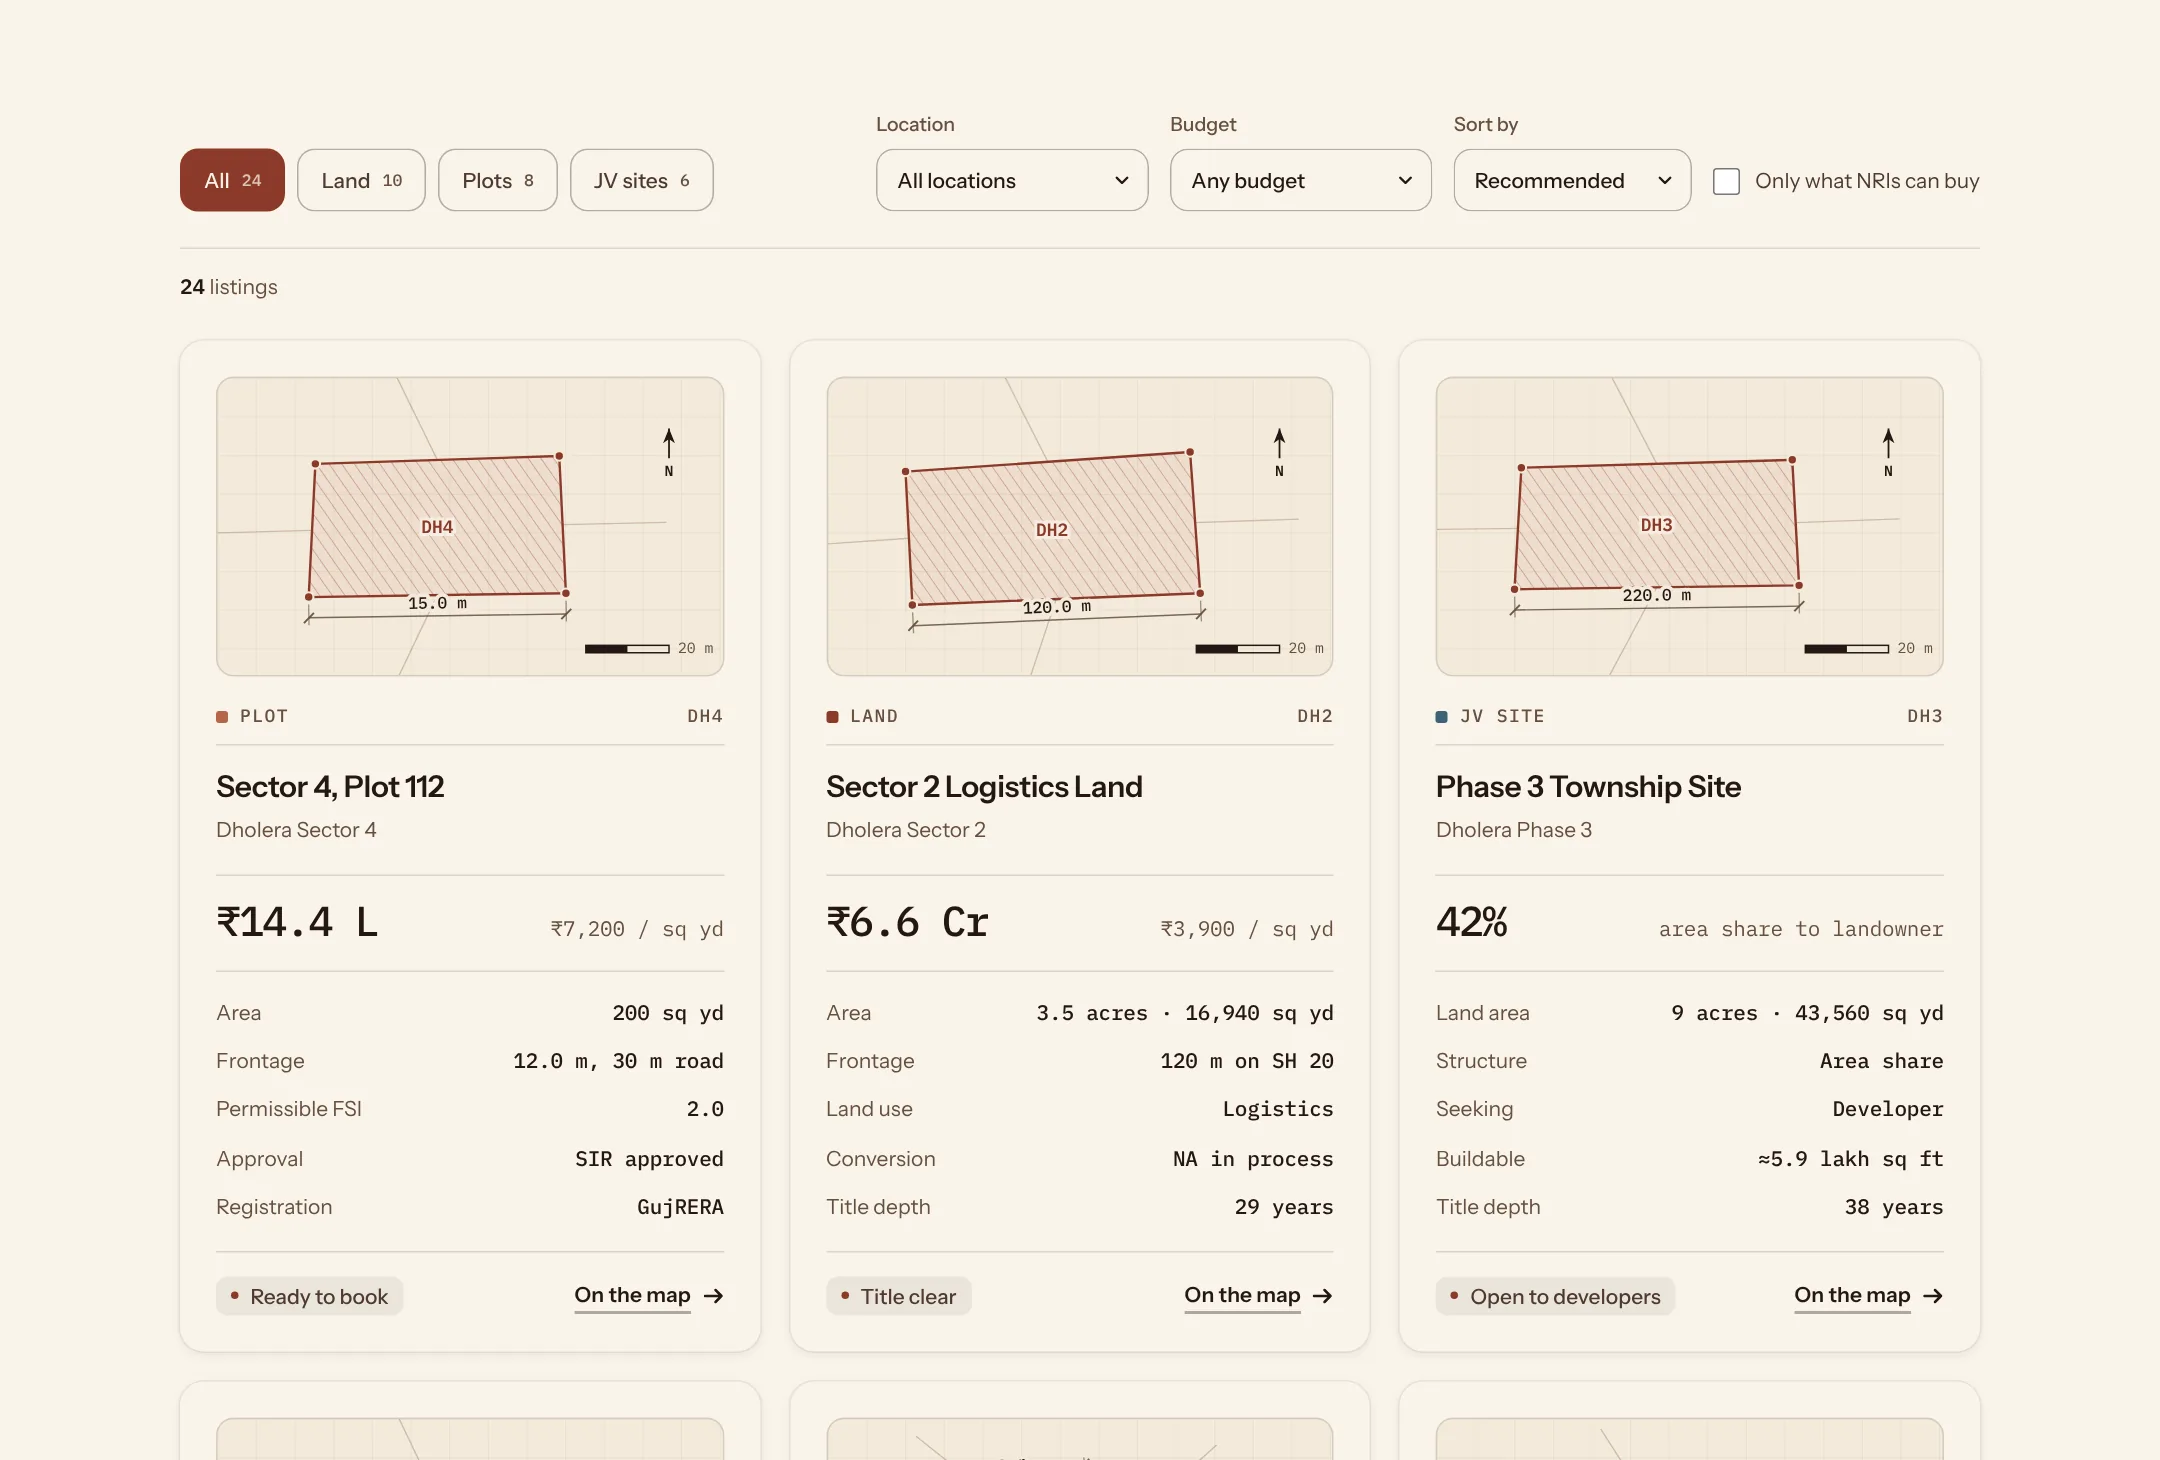 Location
Budget
Sort by
All 24
Land 10
Plots 8
JV sites 6
All locations
Any budget
Recommended
Only what NRIs can buy
24 listings
N
DH4
15.0 m
20 m
PLOT DH4
Sector 4, Plot 112
Dholera Sector 4
₹14.4 L ₹7,200 / sq yd
Area 200 sq yd
Frontage 12.0 m, 30 m road
Permissible FSI 2.0
Approval SIR approved
Registration GujRERA
Ready to book On the map →
N
DH2
120.0 m
20 m
LAND DH2
Sector 2 Logistics Land
Dholera Sector 2
₹6.6 Cr ₹3,900 / sq yd
Area 3.5 acres · 16,940 sq yd
Frontage 120 m on SH 20
Land use Logistics
Conversion NA in process
Title depth 29 years
Title clear On the map →
N
DH3
220.0 m
20 m
JV SITE DH3
Phase 3 Township Site
Dholera Phase 3
42% area share to landowner
Land area 9 acres · 43,560 sq yd
Structure Area share
Seeking Developer
Buildable ≈5.9 lakh sq ft
Title depth 38 years
Open to developers On the map →